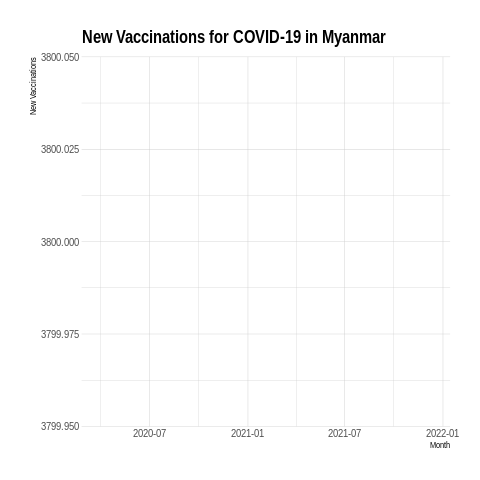 New Vaccinations for COVID-19 in Myanmar
New Vaccinations
3800.050
3800.025
3800.000
3799.975
3799.950
2020-07 2021-01 2021-07 2022-01
Month